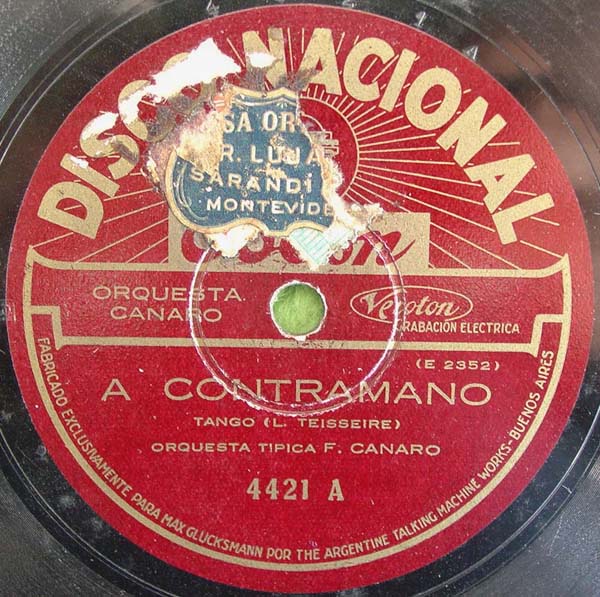 DISCO NACIONAL
SA OR
R. LUJA
SARANDI
MONTEVIDE
ORQUESTA
CANARO
Veroton
GRABACIÓN ELECTRICA
(E 2352)
A CONTRAMANO
TANGO (L. TEISSEIRE)
ORQUESTA TIPICA F. CANARO
4421 A
FABRICADO EXCLUSIVAMENTE PARA MAX GLUCKSMANN POR THE ARGENTINE TALKING MACHINE WORKS-BUENOS AIRES